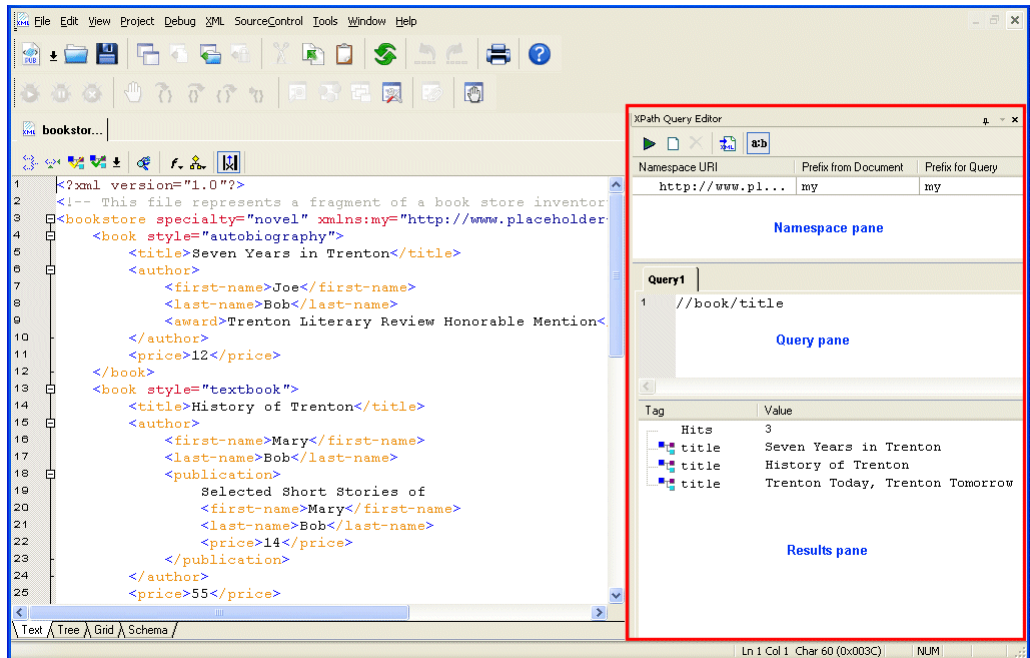 File Edit View Project Debug XML SourceControl Tools Window Help
bookstor...
1 <?xml version="1.0"?>
2 <!-- This file represents a fragment of a book store inventor
3 <bookstore specialty="novel" xmlns:my="http://www.placeholder-
4 <book style="autobiography">
5 <title>Seven Years in Trenton</title>
6 <author>
7 <first-name>Joe</first-name>
8 <last-name>Bob</last-name>
9 <award>Trenton Literary Review Honorable Mention<
10 </author>
11 <price>12</price>
12 </book>
13 <book style="textbook">
14 <title>History of Trenton</title>
15 <author>
16 <first-name>Mary</first-name>
17 <last-name>Bob</last-name>
18 <publication>
19 Selected Short Stories of
20 <first-name>Mary</first-name>
21 <last-name>Bob</last-name>
22 <price>14</price>
23 </publication>
24 </author>
25 <price>55</price>
Text Tree Grid Schema
XPath Query Editor
a:b
Namespace URI Prefix from Document Prefix for Query
http://www.pl... my my
Namespace pane
Query1
1 //book/title
Query pane
Tag Value
Hits 3
title Seven Years in Trenton
title History of Trenton
title Trenton Today, Trenton Tomorrow
Results pane
Ln 1 Col 1 Char 60 (0x003C) NUM